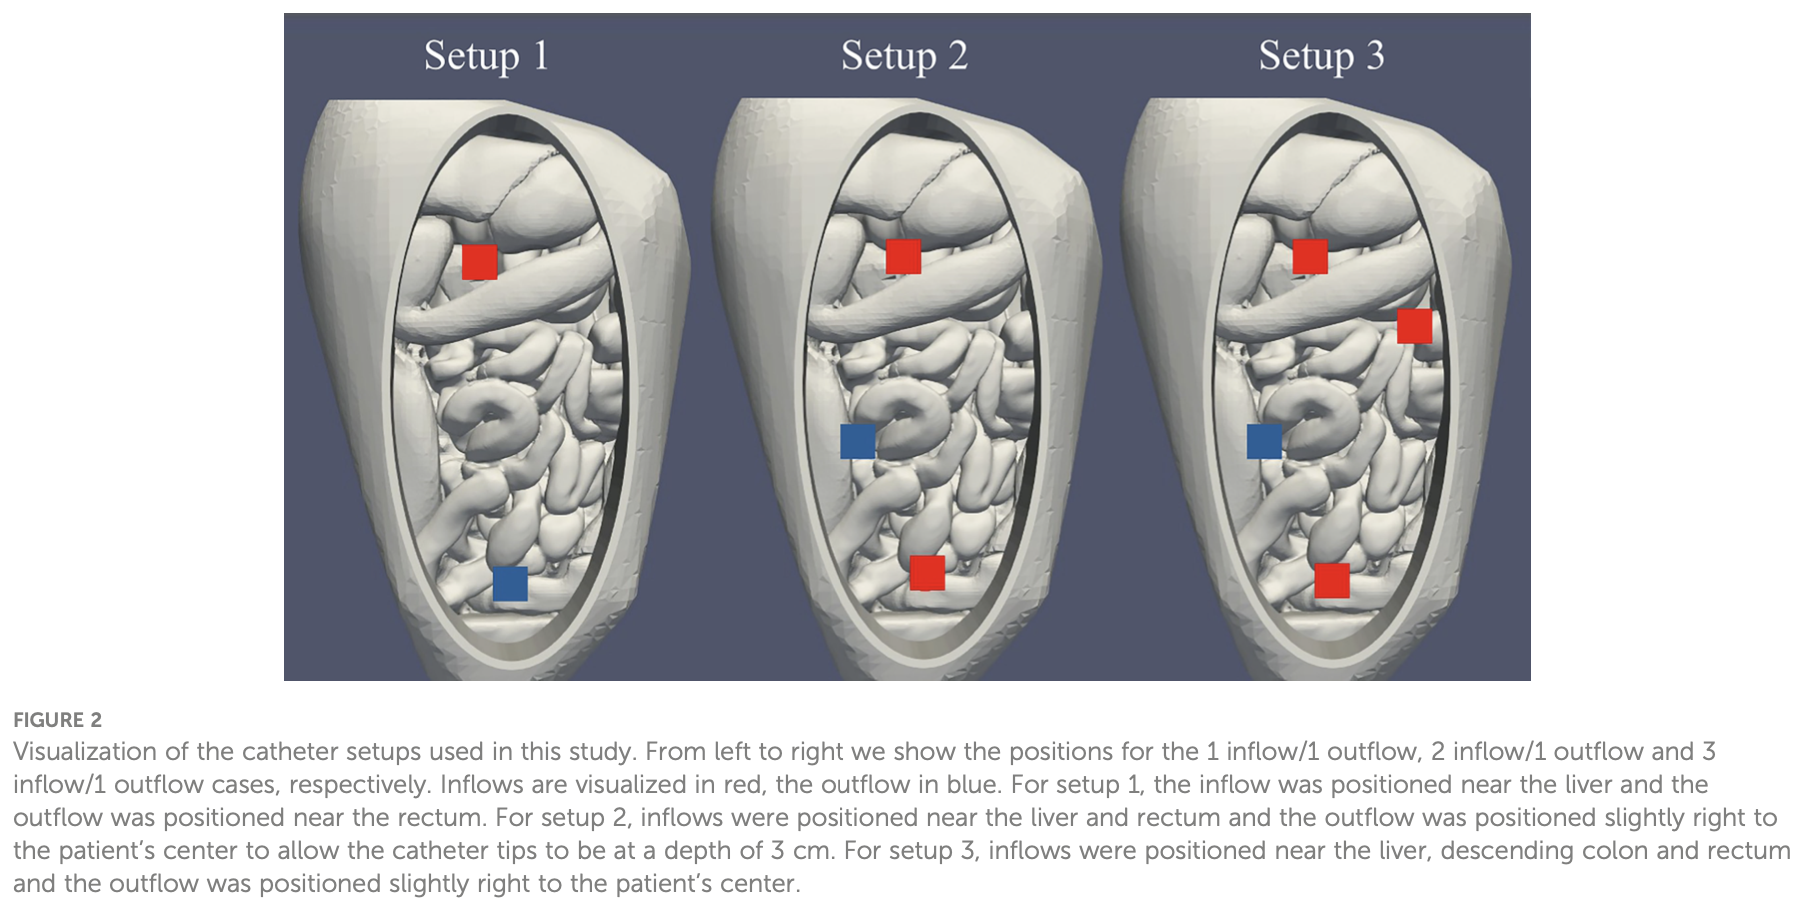 Setup 1 Setup 2 Setup 3
FIGURE 2
Visualization of the catheter setups used in this study. From left to right we show the positions for the 1 inflow/1 outflow, 2 inflow/1 outflow and 3
inflow/1 outflow cases, respectively. Inflows are visualized in red, the outflow in blue. For setup 1, the inflow was positioned near the liver and the
outflow was positioned near the rectum. For setup 2, inflows were positioned near the liver and rectum and the outflow was positioned slightly right to
the patient’s center to allow the catheter tips to be at a depth of 3 cm. For setup 3, inflows were positioned near the liver, descending colon and rectum
and the outflow was positioned slightly right to the patient’s center.